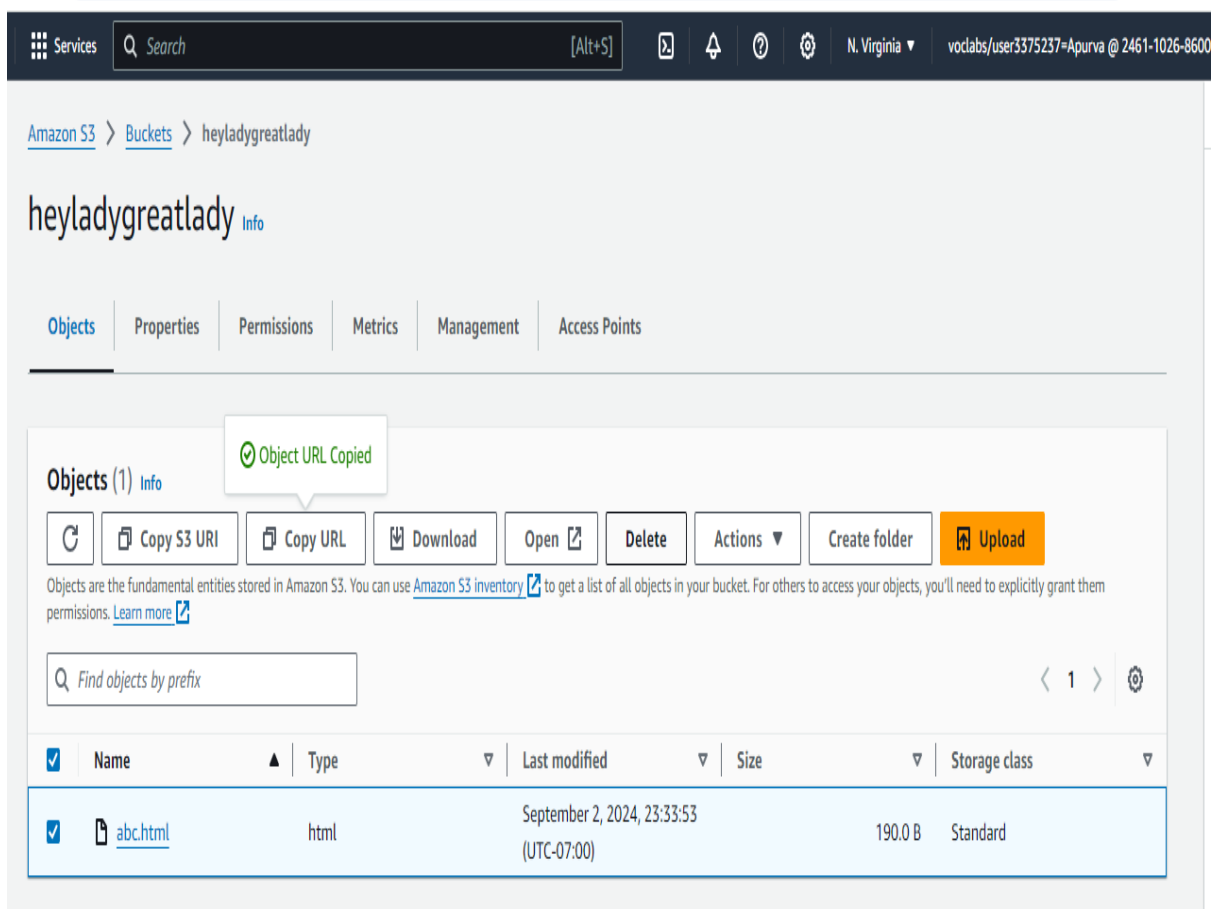 Services Search [Alt+S] N. Virginia ▼ voclabs/user3375237=Apurva @ 2461-1026-8600
Amazon S3 > Buckets > heyladygreatlady
heyladygreatlady Info
Objects Properties Permissions Metrics Management Access Points
Object URL Copied
Objects (1) Info
Copy S3 URI Copy URL Download Open Delete Actions ▼ Create folder Upload
Objects are the fundamental entities stored in Amazon S3. You can use Amazon S3 inventory to get a list of all objects in your bucket. For others to access your objects, you'll need to explicitly grant them
permissions. Learn more
Find objects by prefix < 1 >
Name ▲ Type Last modified Size Storage class
abc.html html September 2, 2024, 23:33:53 190.0 B Standard
(UTC-07:00)